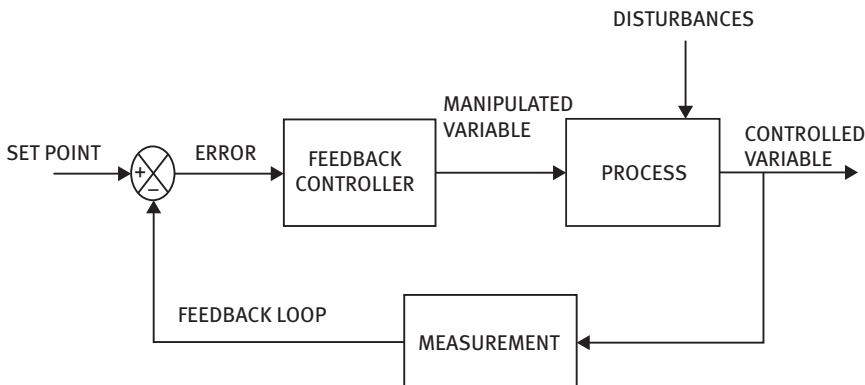 DISTURBANCES
MANIPULATED
VARIABLE
CONTROLLED
VARIABLE
SET POINT
+
−
ERROR
FEEDBACK
CONTROLLER
PROCESS
FEEDBACK LOOP
MEASUREMENT